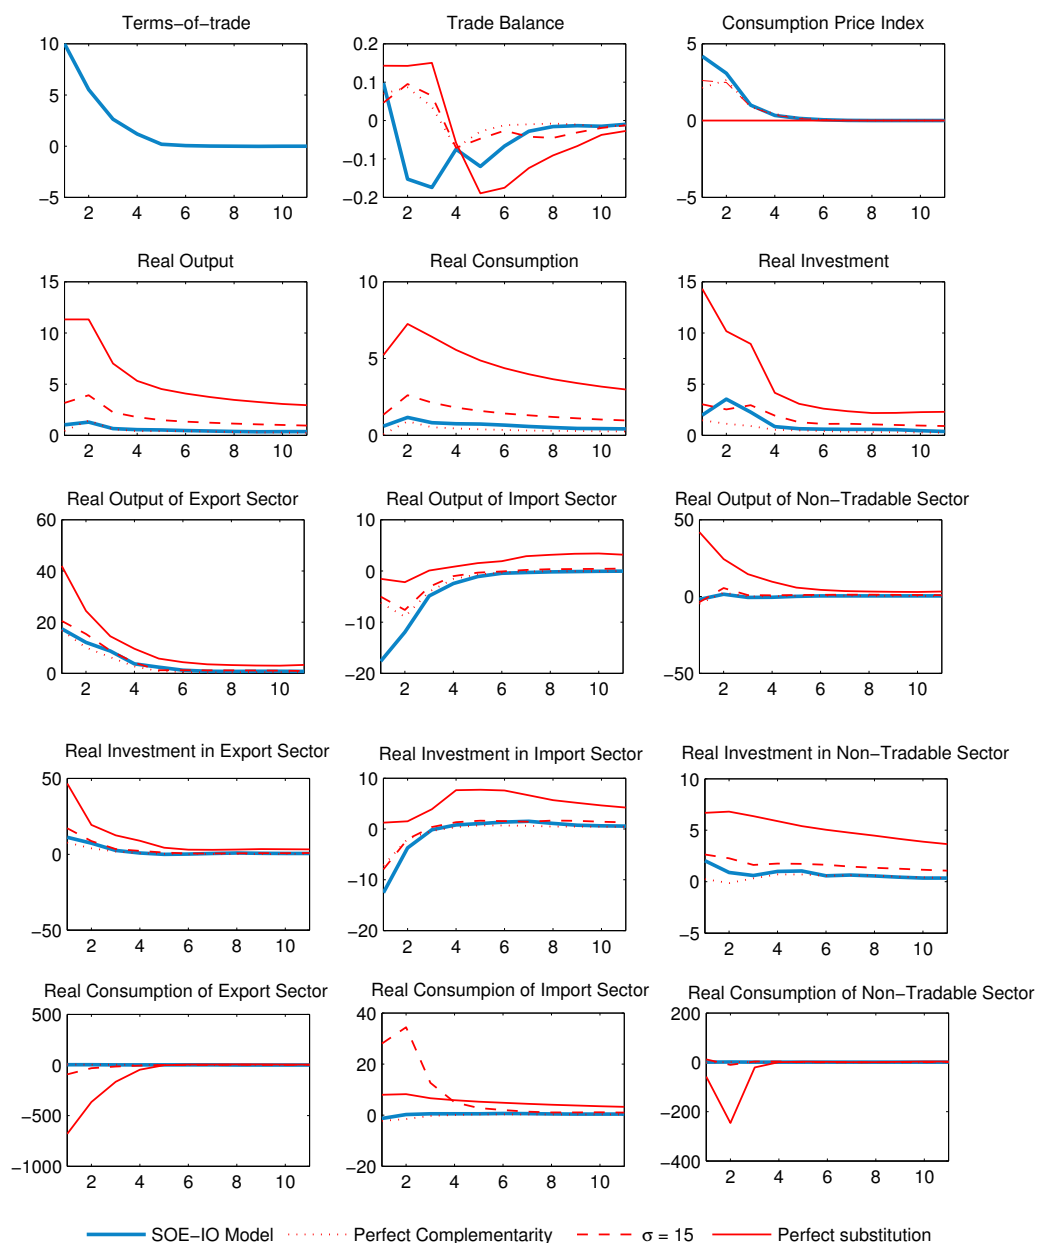 Terms-of-trade
Trade Balance
Consumption Price Index
10
5
0
-5
2 4 6 8 10
0.2
0.1
0
-0.1
-0.2
2 4 6 8 10
5
0
-5
2 4 6 8 10
Real Output
Real Consumption
Real Investment
15
10
5
0
2 4 6 8 10
10
5
0
2 4 6 8 10
15
10
5
0
2 4 6 8 10
Real Output of Export Sector
Real Output of Import Sector
Real Output of Non-Tradable Sector
60
40
20
0
2 4 6 8 10
10
0
-10
-20
2 4 6 8 10
50
0
-50
2 4 6 8 10
Real Investment in Export Sector
Real Investment in Import Sector
Real Investment in Non-Tradable Sector
50
0
-50
2 4 6 8 10
10
0
-10
-20
2 4 6 8 10
10
5
0
-5
2 4 6 8 10
Real Consumption of Export Sector
Real Consumpion of Import Sector
Real Consumption of Non-Tradable Sector
500
0
-500
-1000
2 4 6 8 10
40
20
0
-20
2 4 6 8 10
200
0
-200
-400
2 4 6 8 10
SOE-IO Model Perfect Complementarity σ = 15 Perfect substitution